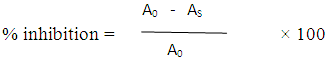 A0 - AS
% inhibition = × 100
A0